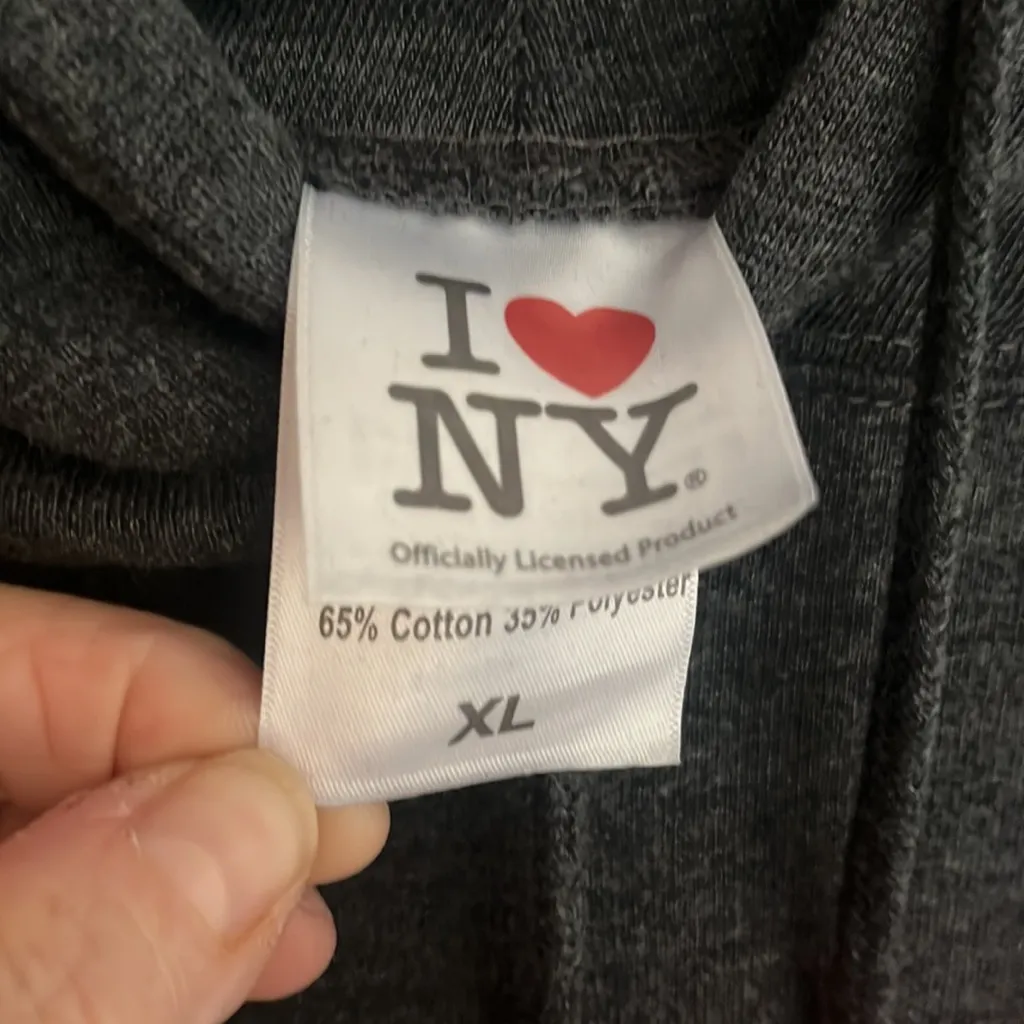 I ♥
NY®
Officially Licensed Product
65% Cotton 35% Polyester
XL